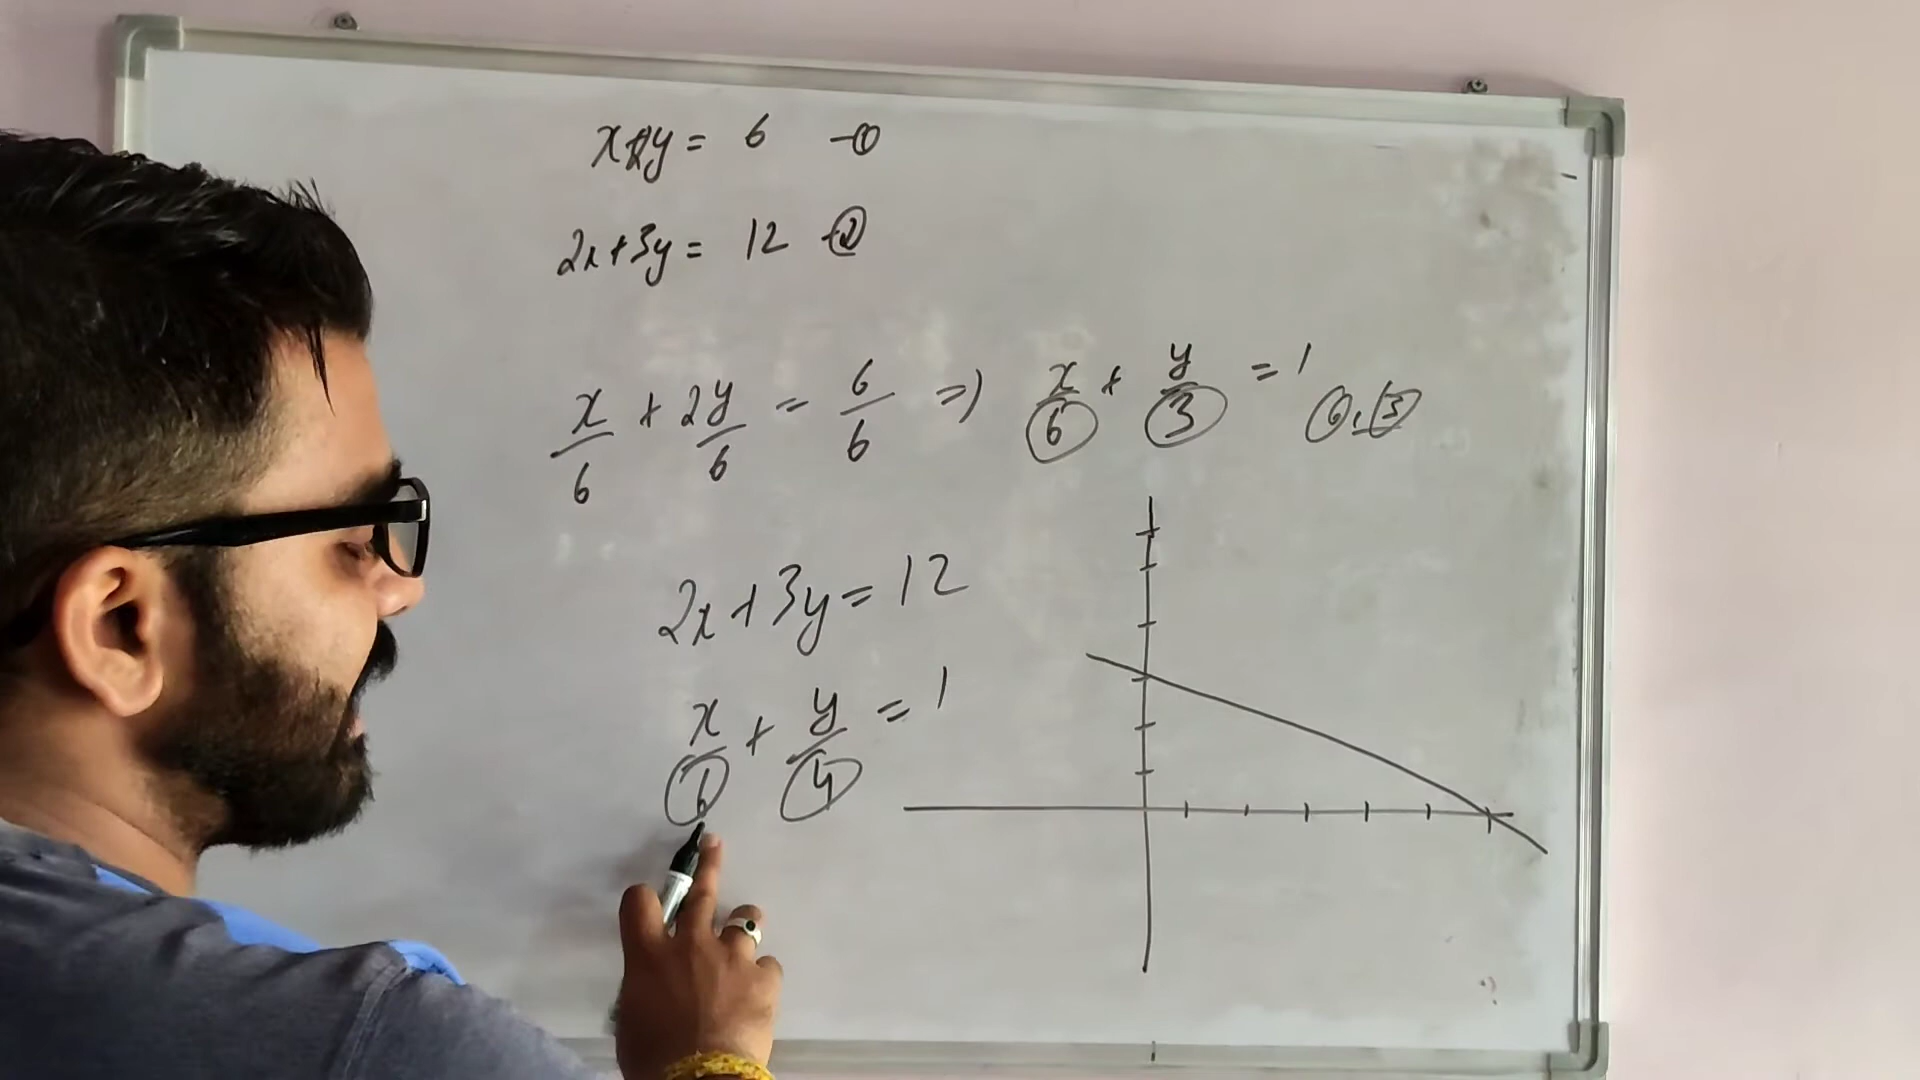 x+2y = 6 -①
2x+3y = 12 -②
x/6 + 2y/6 = 6/6 => x/6 + y/3 = 1 6, 3
2x+3y=12
x/6 + y/4 = 1